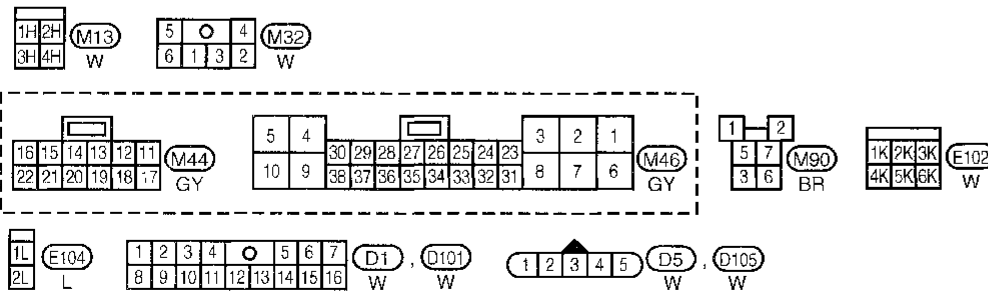 1H 2H M13 5 4 M32
3H 4H W 6 1 3 2 W
5 4 3 2 1 1 2
16 15 14 13 12 11 M44 30 29 28 27 26 25 24 23 M46 5 7 M90 1K 2K 3K E102
22 21 20 19 18 17 GY 10 9 38 37 36 35 34 33 32 31 8 7 6 GY 3 6 BR 4K 5K 6K W
1L E104 1 2 3 4 5 6 7 D1 , D101 1 2 3 4 5 D5 , D105
2L L 8 9 10 11 12 13 14 15 16 W W W W